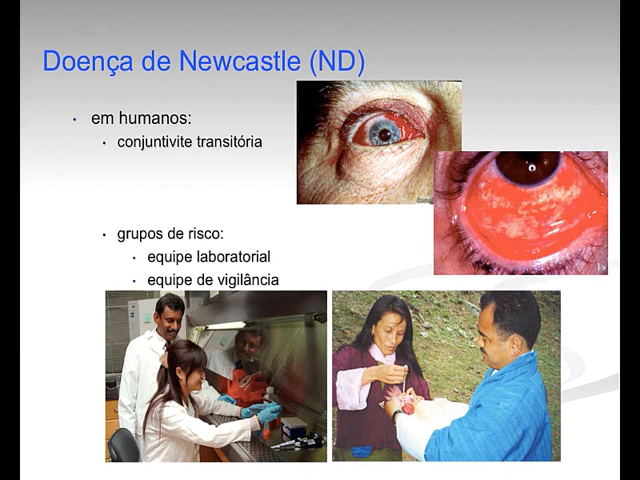 Doença de Newcastle (ND)
em humanos:
conjuntivite transitória
grupos de risco:
equipe laboratorial
equipe de vigilância